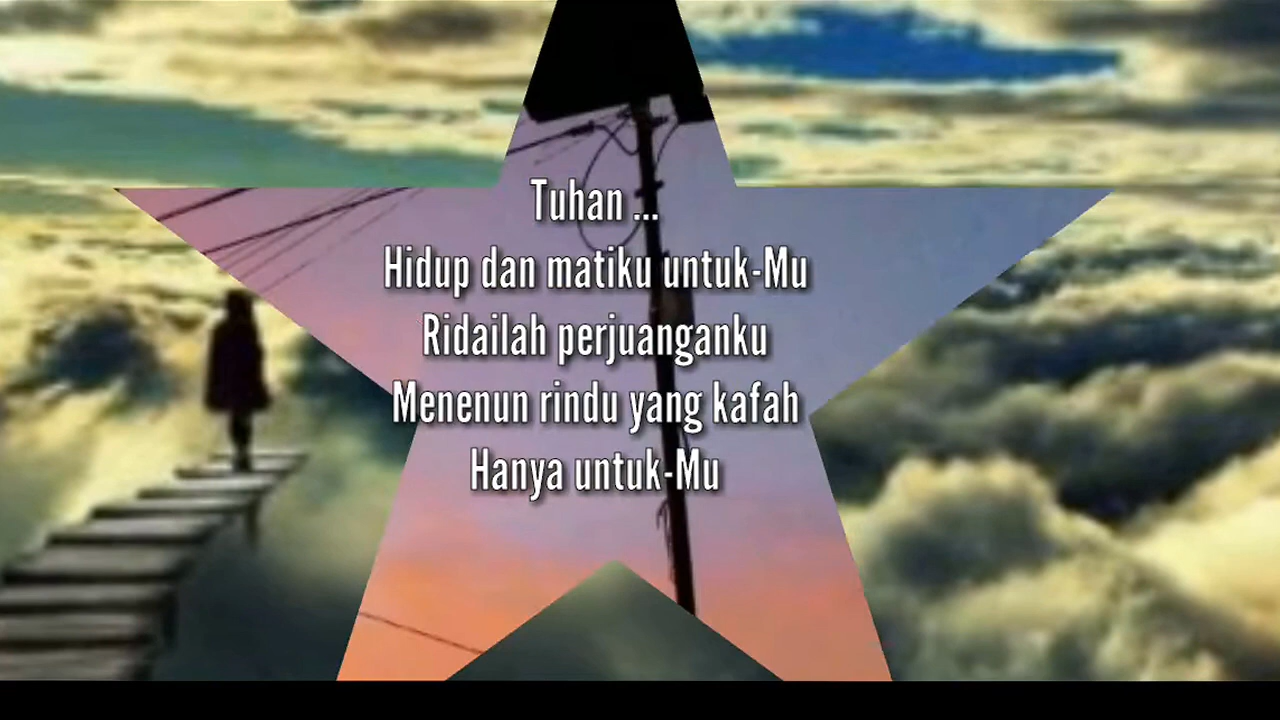 Tuhan ...
Hidup dan matiku untuk-Mu
Ridailah perjuanganku
Menenun rindu yang kafah
Hanya untuk-Mu